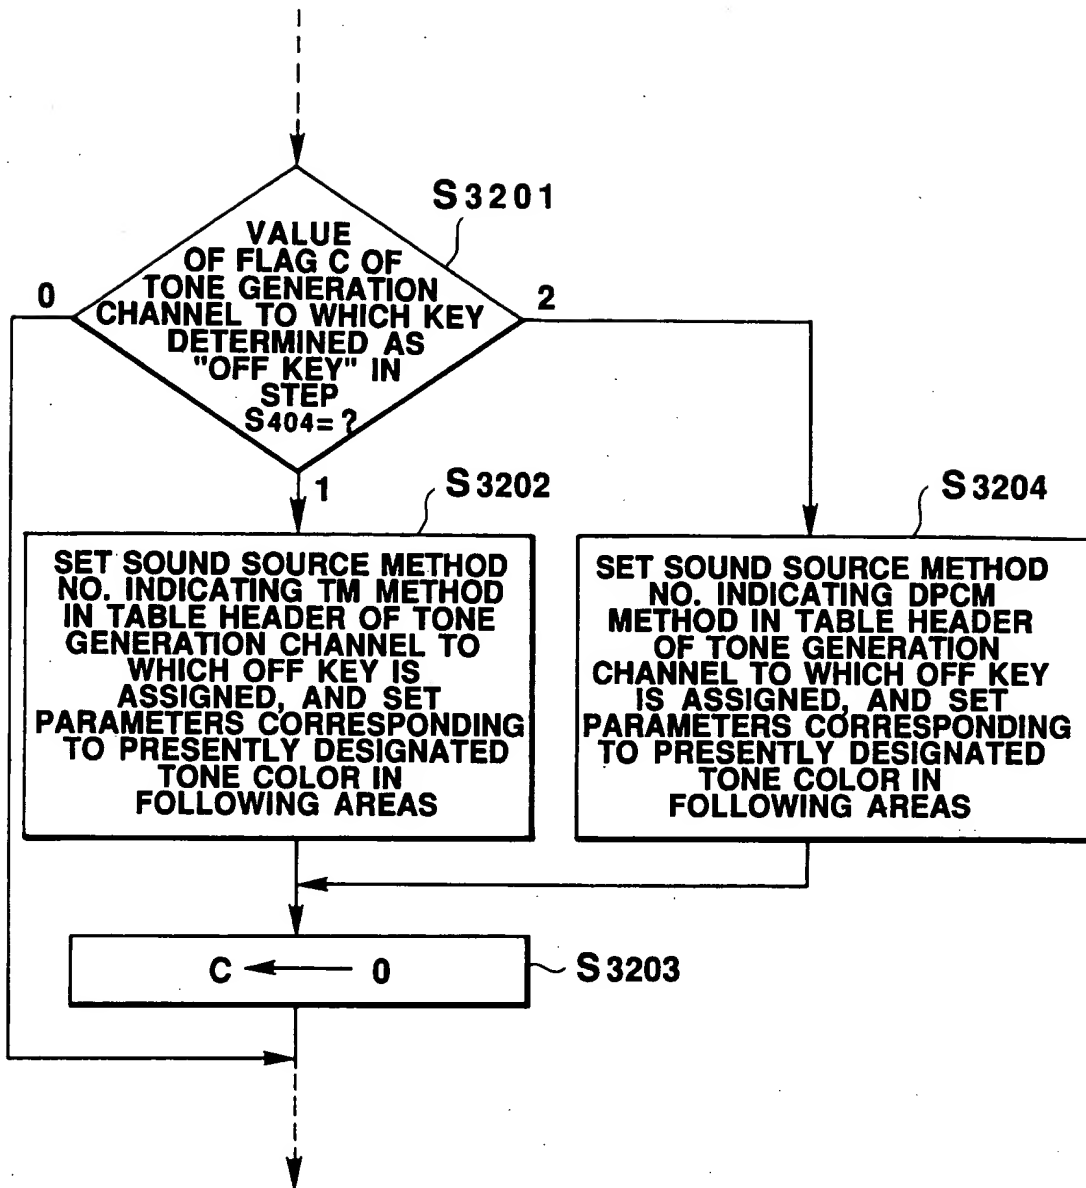 S3201
VALUE
OF FLAG C OF
TONE GENERATION
CHANNEL TO WHICH KEY
DETERMINED AS
"OFF KEY" IN
STEP
S404=?
0
2
1
S3202
SET SOUND SOURCE METHOD
NO. INDICATING TM METHOD
IN TABLE HEADER OF TONE
GENERATION CHANNEL TO
WHICH OFF KEY IS
ASSIGNED, AND SET
PARAMETERS CORRESPONDING
TO PRESENTLY DESIGNATED
TONE COLOR IN
FOLLOWING AREAS
S3204
SET SOUND SOURCE METHOD
NO. INDICATING DPCM
METHOD IN TABLE HEADER
OF TONE GENERATION
CHANNEL TO WHICH OFF KEY
IS ASSIGNED, AND SET
PARAMETERS CORRESPONDING
TO PRESENTLY DESIGNATED
TONE COLOR IN
FOLLOWING AREAS
C ← 0
S3203